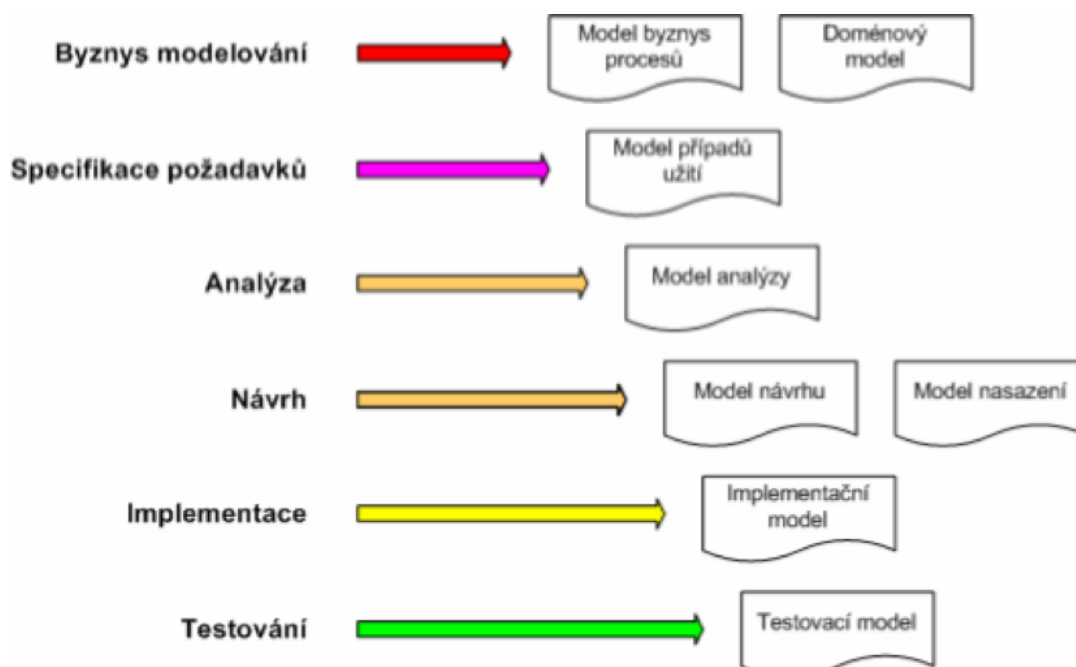 Byznys modelování
Model byznys
procesů
Doménový
model
Specifikace požadavků
Model případů
užití
Analýza
Model analýzy
Návrh
Model návrhu
Model nasazení
Implementace
Implementační
model
Testování
Testovací model